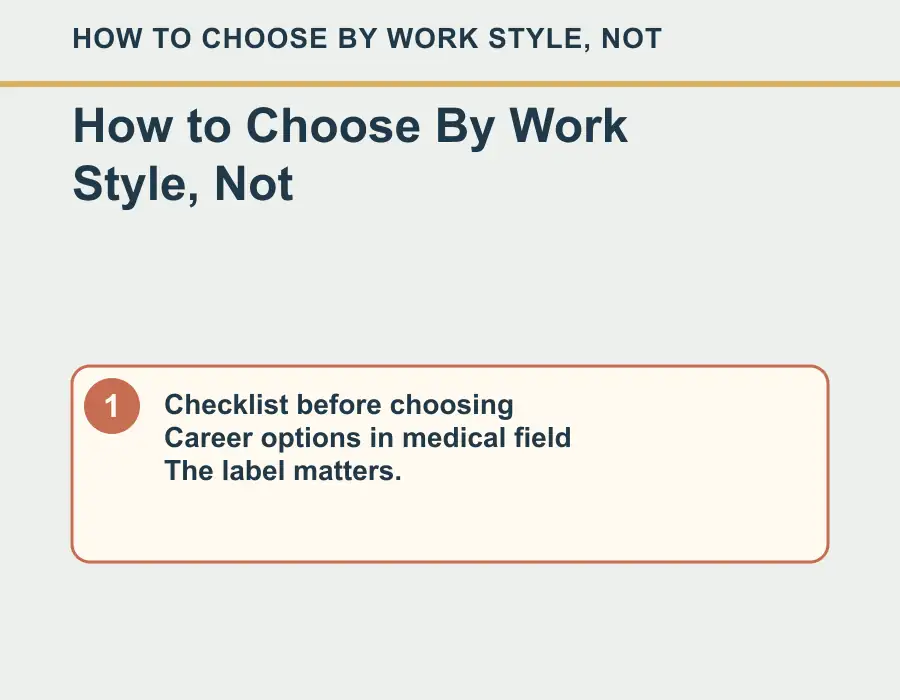 HOW TO CHOOSE BY WORK STYLE, NOT
How to Choose By Work
Style, Not
1
Checklist before choosing
Career options in medical field
The label matters.